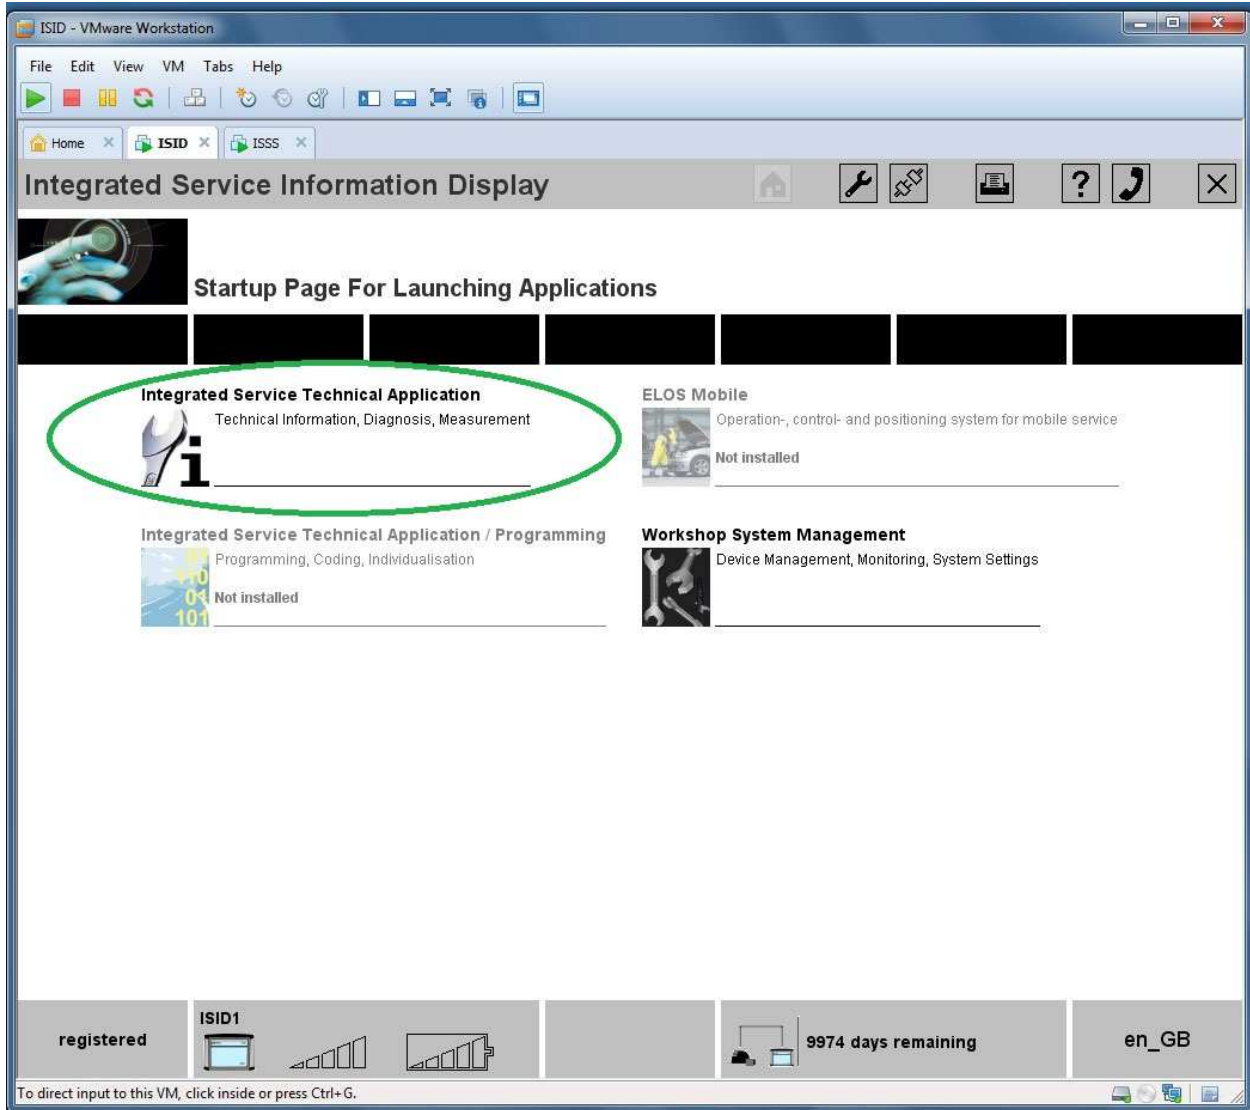 ISID - VMware Workstation
File Edit View VM Tabs Help
Home ISID ISSS
Integrated Service Information Display
?
Startup Page For Launching Applications
Integrated Service Technical Application
Technical Information, Diagnosis, Measurement
i
ELOS Mobile
Operation-, control- and positioning system for mobile service
Not installed
Integrated Service Technical Application / Programming
Programming, Coding, Individualisation
110
01
101
Not installed
Workshop System Management
Device Management, Monitoring, System Settings
registered
ISID1
9974 days remaining
en_GB
To direct input to this VM, click inside or press Ctrl+G.